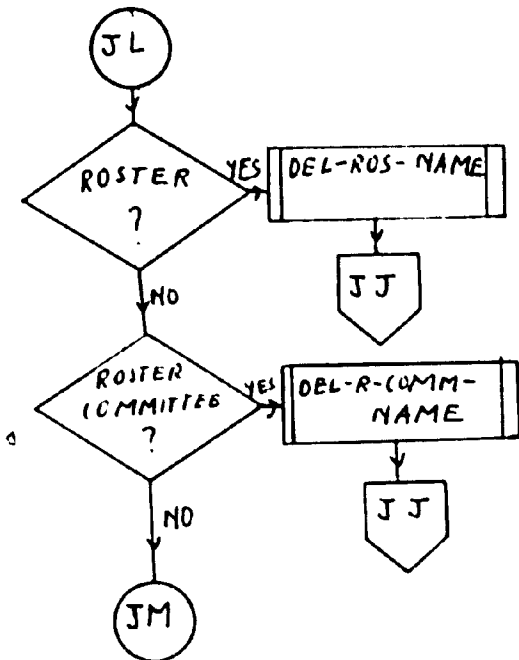 JL
ROSTER
?
YES
DEL-ROS-NAME
JJ
NO
ROSTER
COMMITTEE
?
YES
DEL-R-COMM-
NAME
JJ
NO
JM